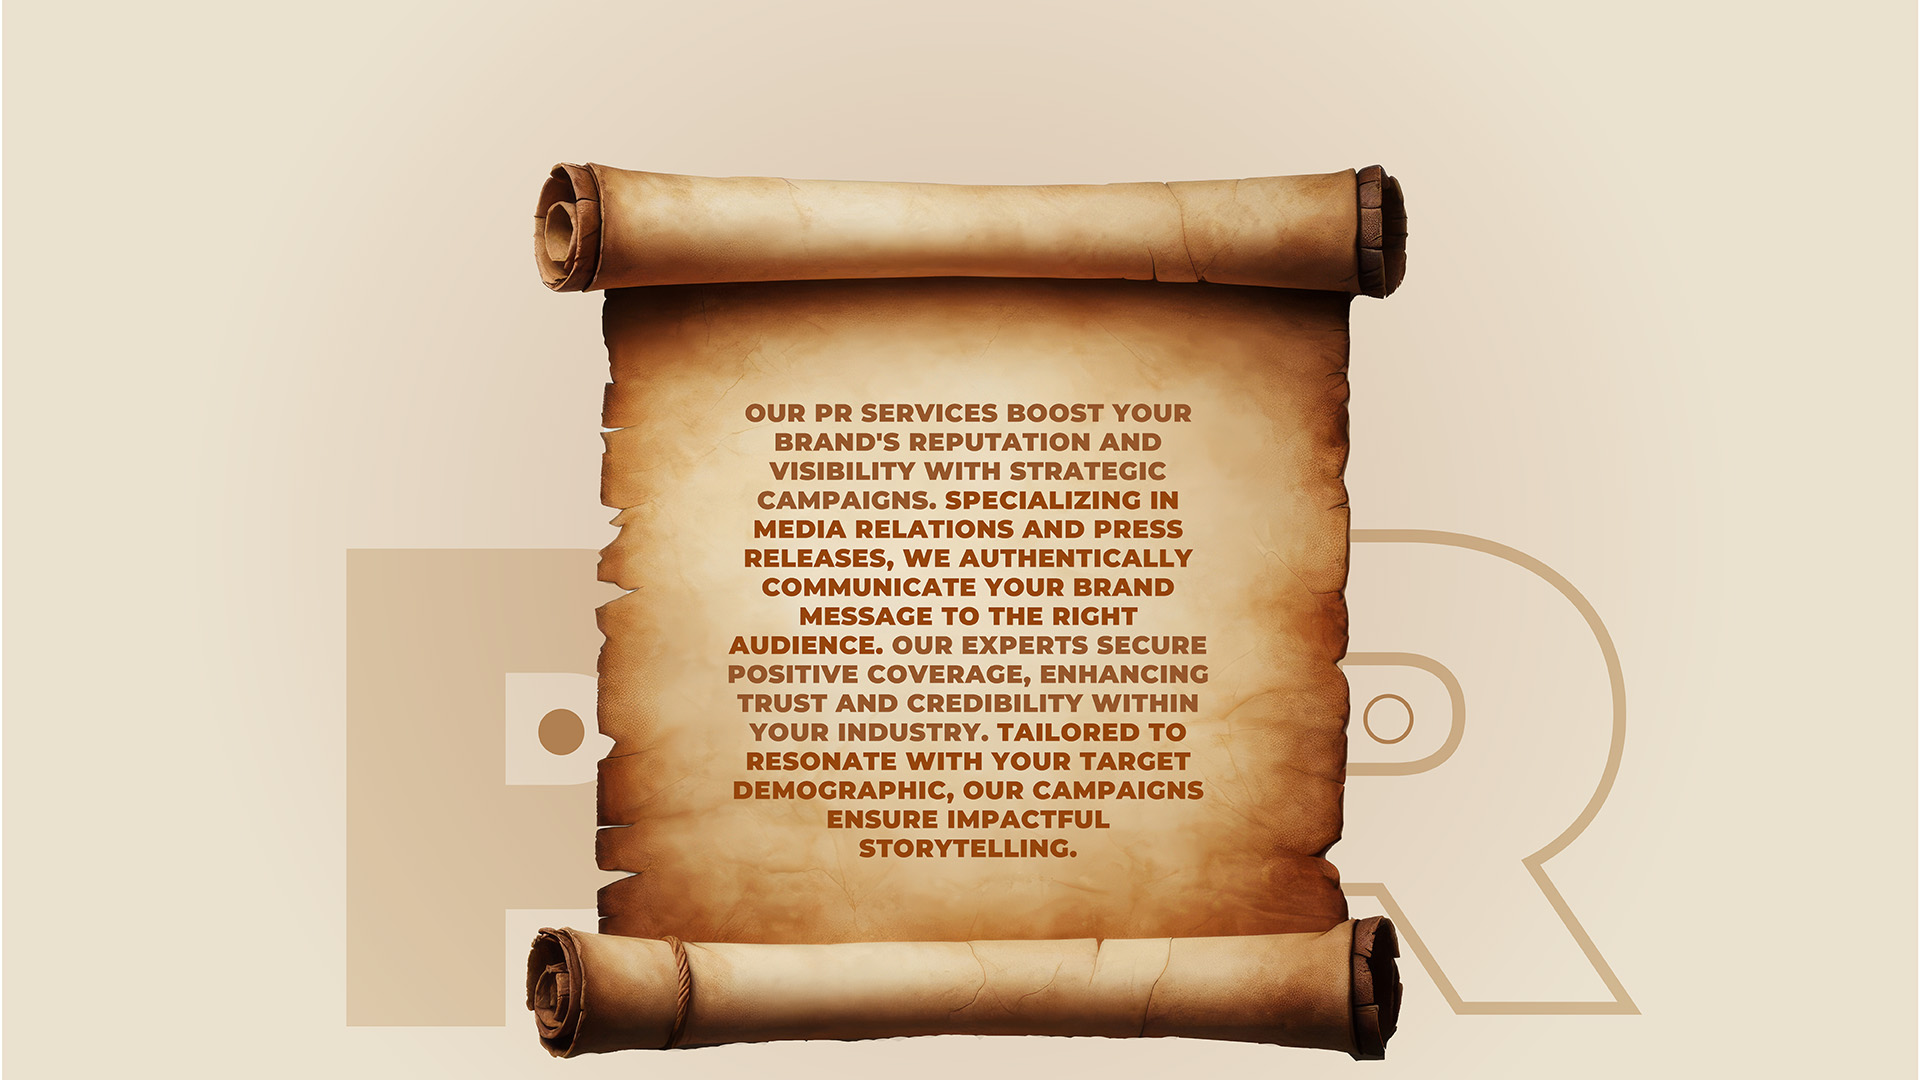 OUR PR SERVICES BOOST YOUR
BRAND'S REPUTATION AND
VISIBILITY WITH STRATEGIC
CAMPAIGNS. SPECIALIZING IN
MEDIA RELATIONS AND PRESS
RELEASES, WE AUTHENTICALLY
COMMUNICATE YOUR BRAND
MESSAGE TO THE RIGHT
AUDIENCE. OUR EXPERTS SECURE
POSITIVE COVERAGE, ENHANCING
TRUST AND CREDIBILITY WITHIN
YOUR INDUSTRY. TAILORED TO
RESONATE WITH YOUR TARGET
DEMOGRAPHIC, OUR CAMPAIGNS
ENSURE IMPACTFUL
STORYTELLING.
PR